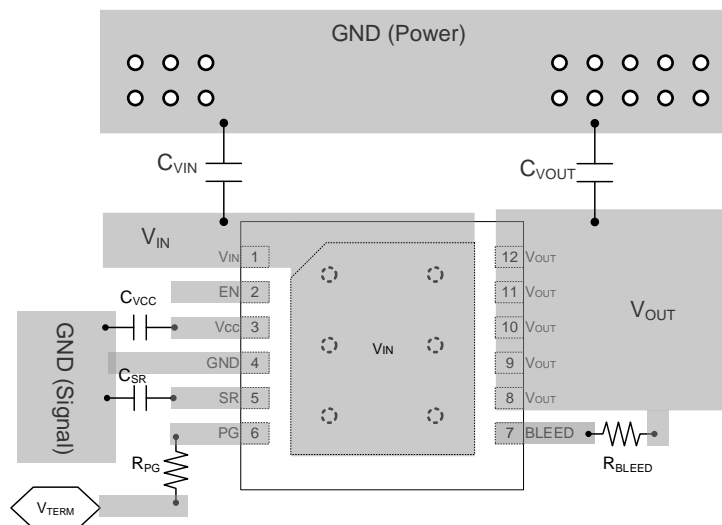 GND (Power)
CVIN
CVOUT
VIN
VIN 1
12 VOUT
EN 2
11 VOUT
VOUT
CVCC
Vcc 3
10 VOUT
GND (Signal)
GND 4
VIN
9 VOUT
CSR
SR 5
8 VOUT
PG 6
7 BLEED
RPG
RBLEED
VTERM